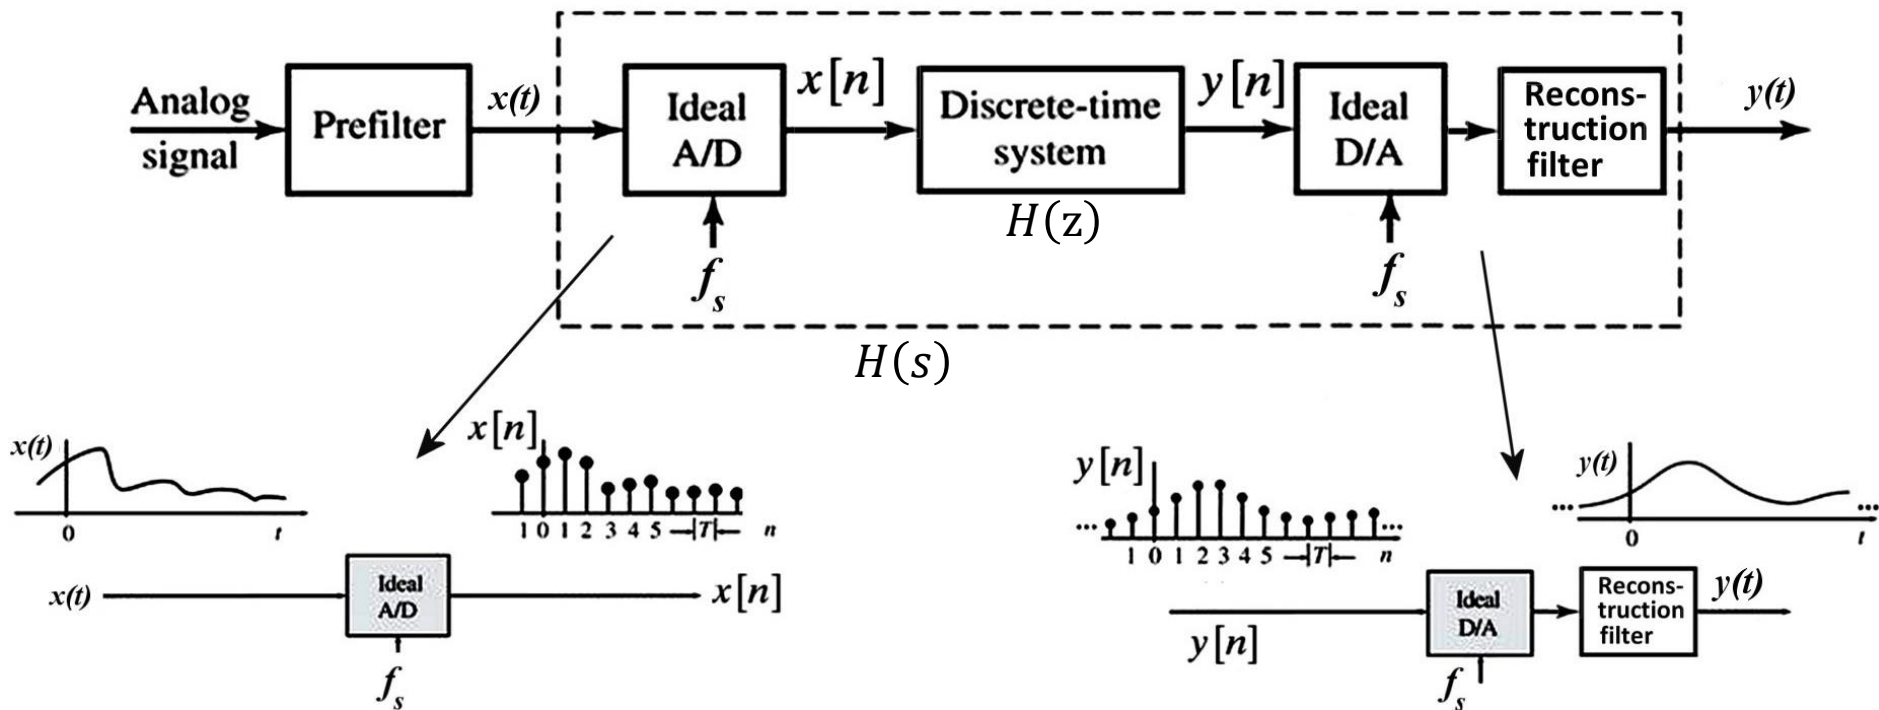 Analog
signal
Prefilter
x(t)
Ideal
A/D
x[n]
Discrete-time
system
y[n]
Ideal
D/A
Recons-
truction
filter
y(t)
H(z)
f_s
f_s
H(s)
x(t)
0
t
x[n]
1 0 1 2 3 4 5 T n
x(t)
Ideal
A/D
x[n]
f_s
y[n]
... ...
1 0 1 2 3 4 5 T n
y(t)
... ...
0
t
y[n]
Ideal
D/A
Recons-
truction
filter
y(t)
f_s